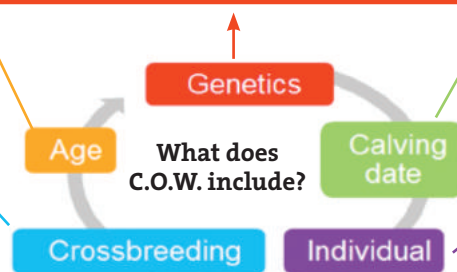 Genetics
Age
What does
C.O.W. include?
Calving
date
Crossbreeding
Individual